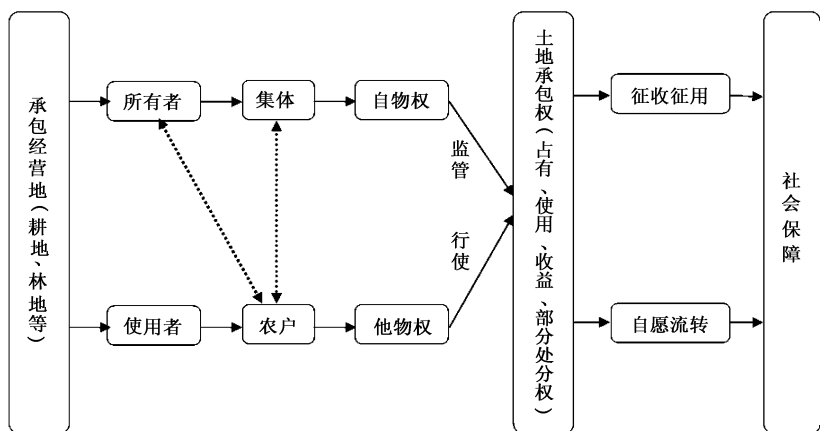 承包经营地（耕地、林地等）
所有者
集体
自物权
监管
使用者
农户
他物权
行使
土地承包权（占有、使用、收益、部分处分权）
征收征用
自愿流转
社会保障